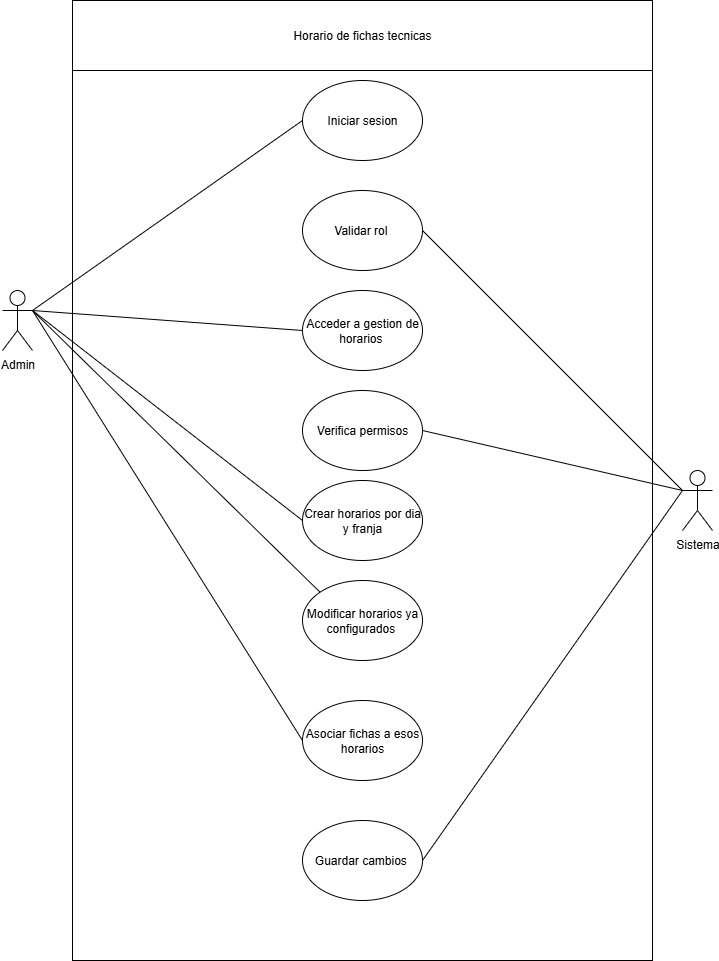 Horario de fichas tecnicas
Iniciar sesion
Validar rol
Acceder a gestion de
horarios
Admin
Verifica permisos
Crear horarios por dia
y franja
Sistema
Modificar horarios ya
configurados
Asociar fichas a esos
horarios
Guardar cambios